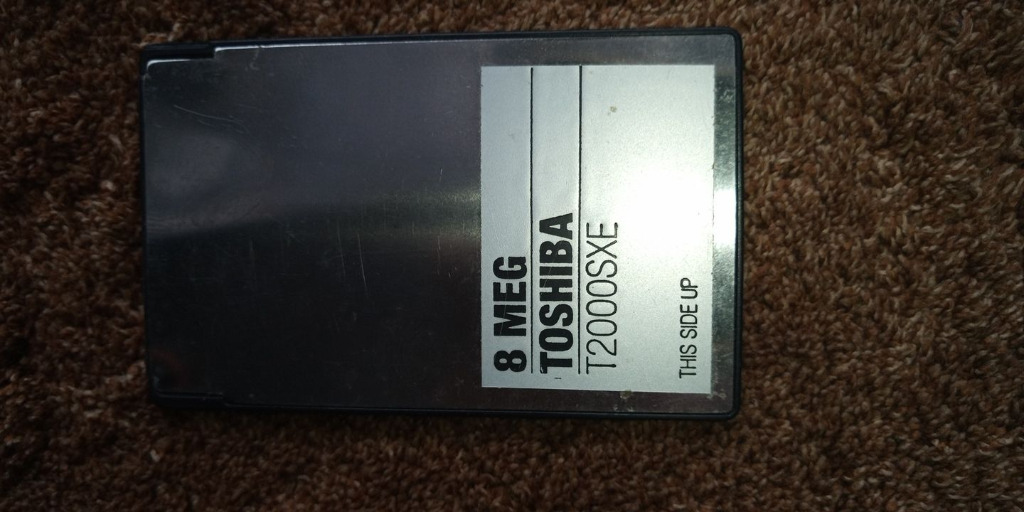 8 MEG
TOSHIBA
T2000SXE
THIS SIDE UP